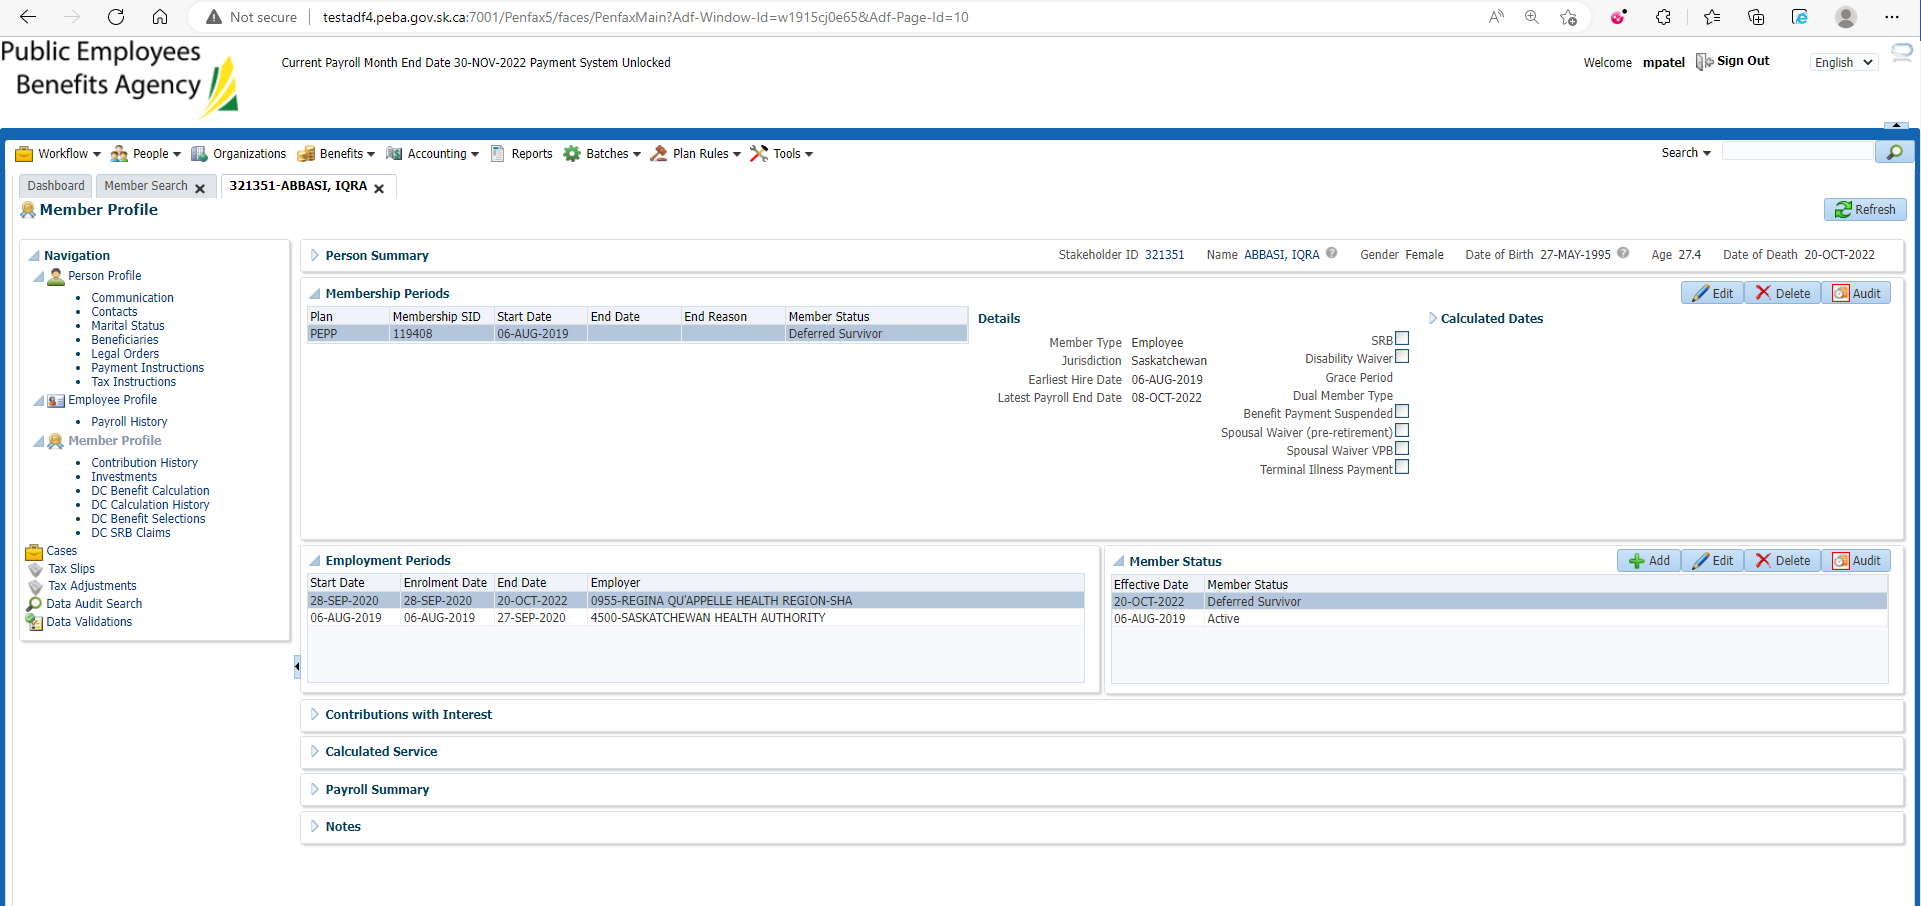 Not secure testadf4.peba.gov.sk.ca:7001/Penfax5/faces/PenfaxMain?Adf-Window-Id=w1915cj0e65&Adf-Page-Id=10
Public Employees
Benefits Agency
Current Payroll Month End Date 30-NOV-2022 Payment System Unlocked
Welcome mpatel Sign Out English
Workflow People Organizations Benefits Accounting Reports Batches Plan Rules Tools Search
Dashboard Member Search 321351-ABBASI, IQRA
Member Profile Refresh
Navigation
Person Profile
Communication
Contacts
Marital Status
Beneficiaries
Legal Orders
Payment Instructions
Tax Instructions
Employee Profile
Payroll History
Member Profile
Contribution History
Investments
DC Benefit Calculation
DC Calculation History
DC Benefit Selections
DC SRB Claims
Cases
Tax Slips
Tax Adjustments
Data Audit Search
Data Validations
Person Summary Stakeholder ID 321351 Name ABBASI, IQRA Gender Female Date of Birth 27-MAY-1995 Age 27.4 Date of Death 20-OCT-2022
Membership Periods Edit Delete Audit
Plan Membership SID Start Date End Date End Reason Member Status
PEPP 119408 06-AUG-2019 Deferred Survivor
Details
Member Type Employee
Jurisdiction Saskatchewan
Earliest Hire Date 06-AUG-2019
Latest Payroll End Date 08-OCT-2022
SRB
Disability Waiver
Grace Period
Dual Member Type
Benefit Payment Suspended
Spousal Waiver (pre-retirement)
Spousal Waiver VPB
Terminal Illness Payment
Calculated Dates
Employment Periods
Start Date Enrolment Date End Date Employer
28-SEP-2020 28-SEP-2020 20-OCT-2022 0955-REGINA QU'APPELLE HEALTH REGION-SHA
06-AUG-2019 06-AUG-2019 27-SEP-2020 4500-SASKATCHEWAN HEALTH AUTHORITY
Member Status Add Edit Delete Audit
Effective Date Member Status
20-OCT-2022 Deferred Survivor
06-AUG-2019 Active
Contributions with Interest
Calculated Service
Payroll Summary
Notes